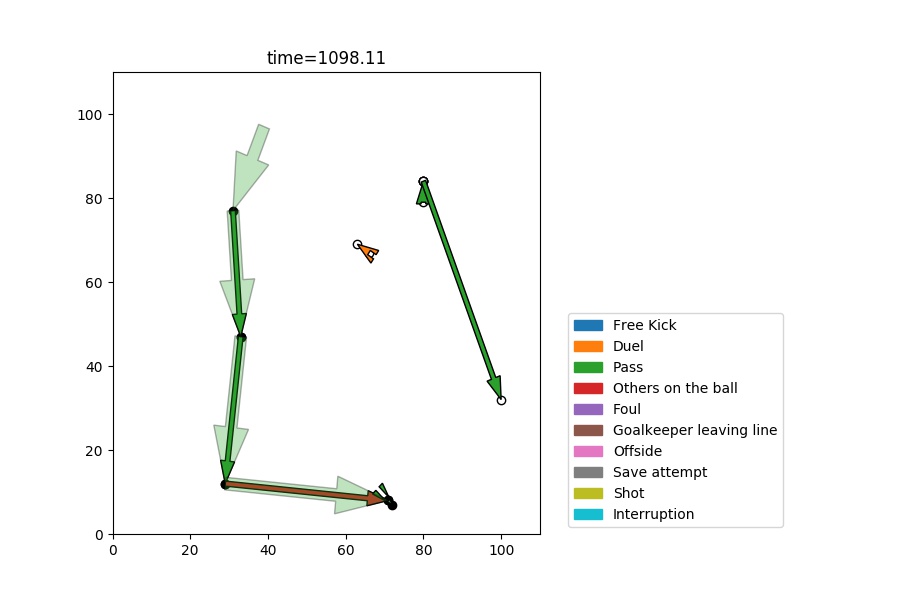 time=1098.11
100
80
60
40
20
0
0 20 40 60 80 100
Free Kick
Duel
Pass
Others on the ball
Foul
Goalkeeper leaving line
Offside
Save attempt
Shot
Interruption